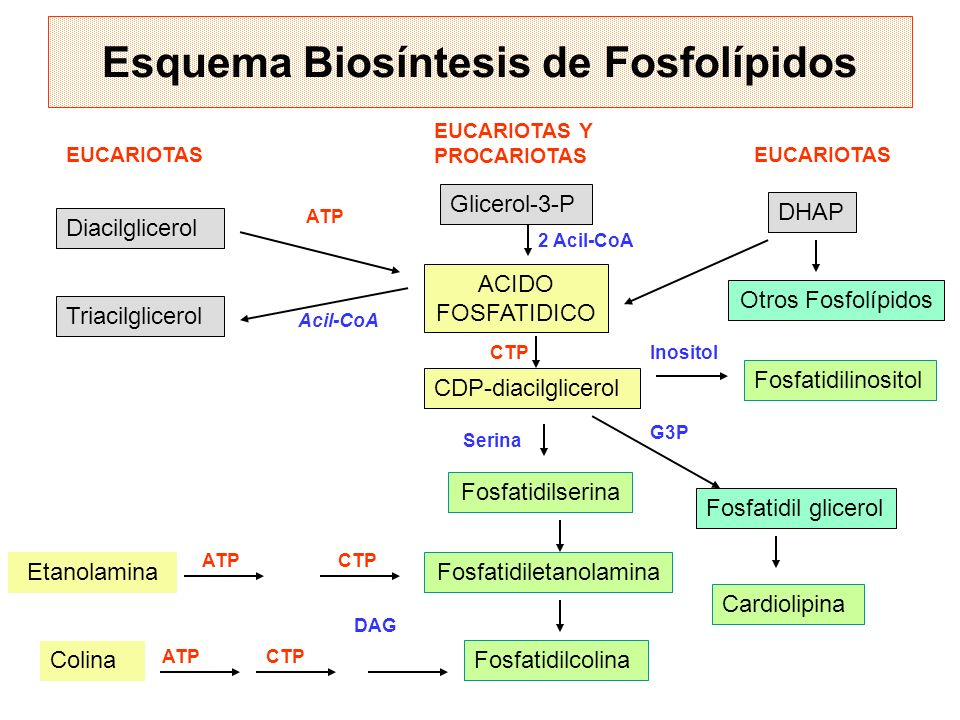 Esquema Biosíntesis de Fosfolípidos
EUCARIOTAS
EUCARIOTAS Y
PROCARIOTAS
EUCARIOTAS
Glicerol-3-P
DHAP
Diacilglicerol
ATP
2 Acil-CoA
ACIDO
FOSFATIDICO
Otros Fosfolípidos
Triacilglicerol
Acil-CoA
CTP
Inositol
CDP-diacilglicerol
Fosfatidilinositol
Serina
G3P
Fosfatidilserina
Fosfatidil glicerol
Etanolamina
ATP
CTP
Fosfatidiletanolamina
Cardiolipina
DAG
Colina
ATP
CTP
Fosfatidilcolina